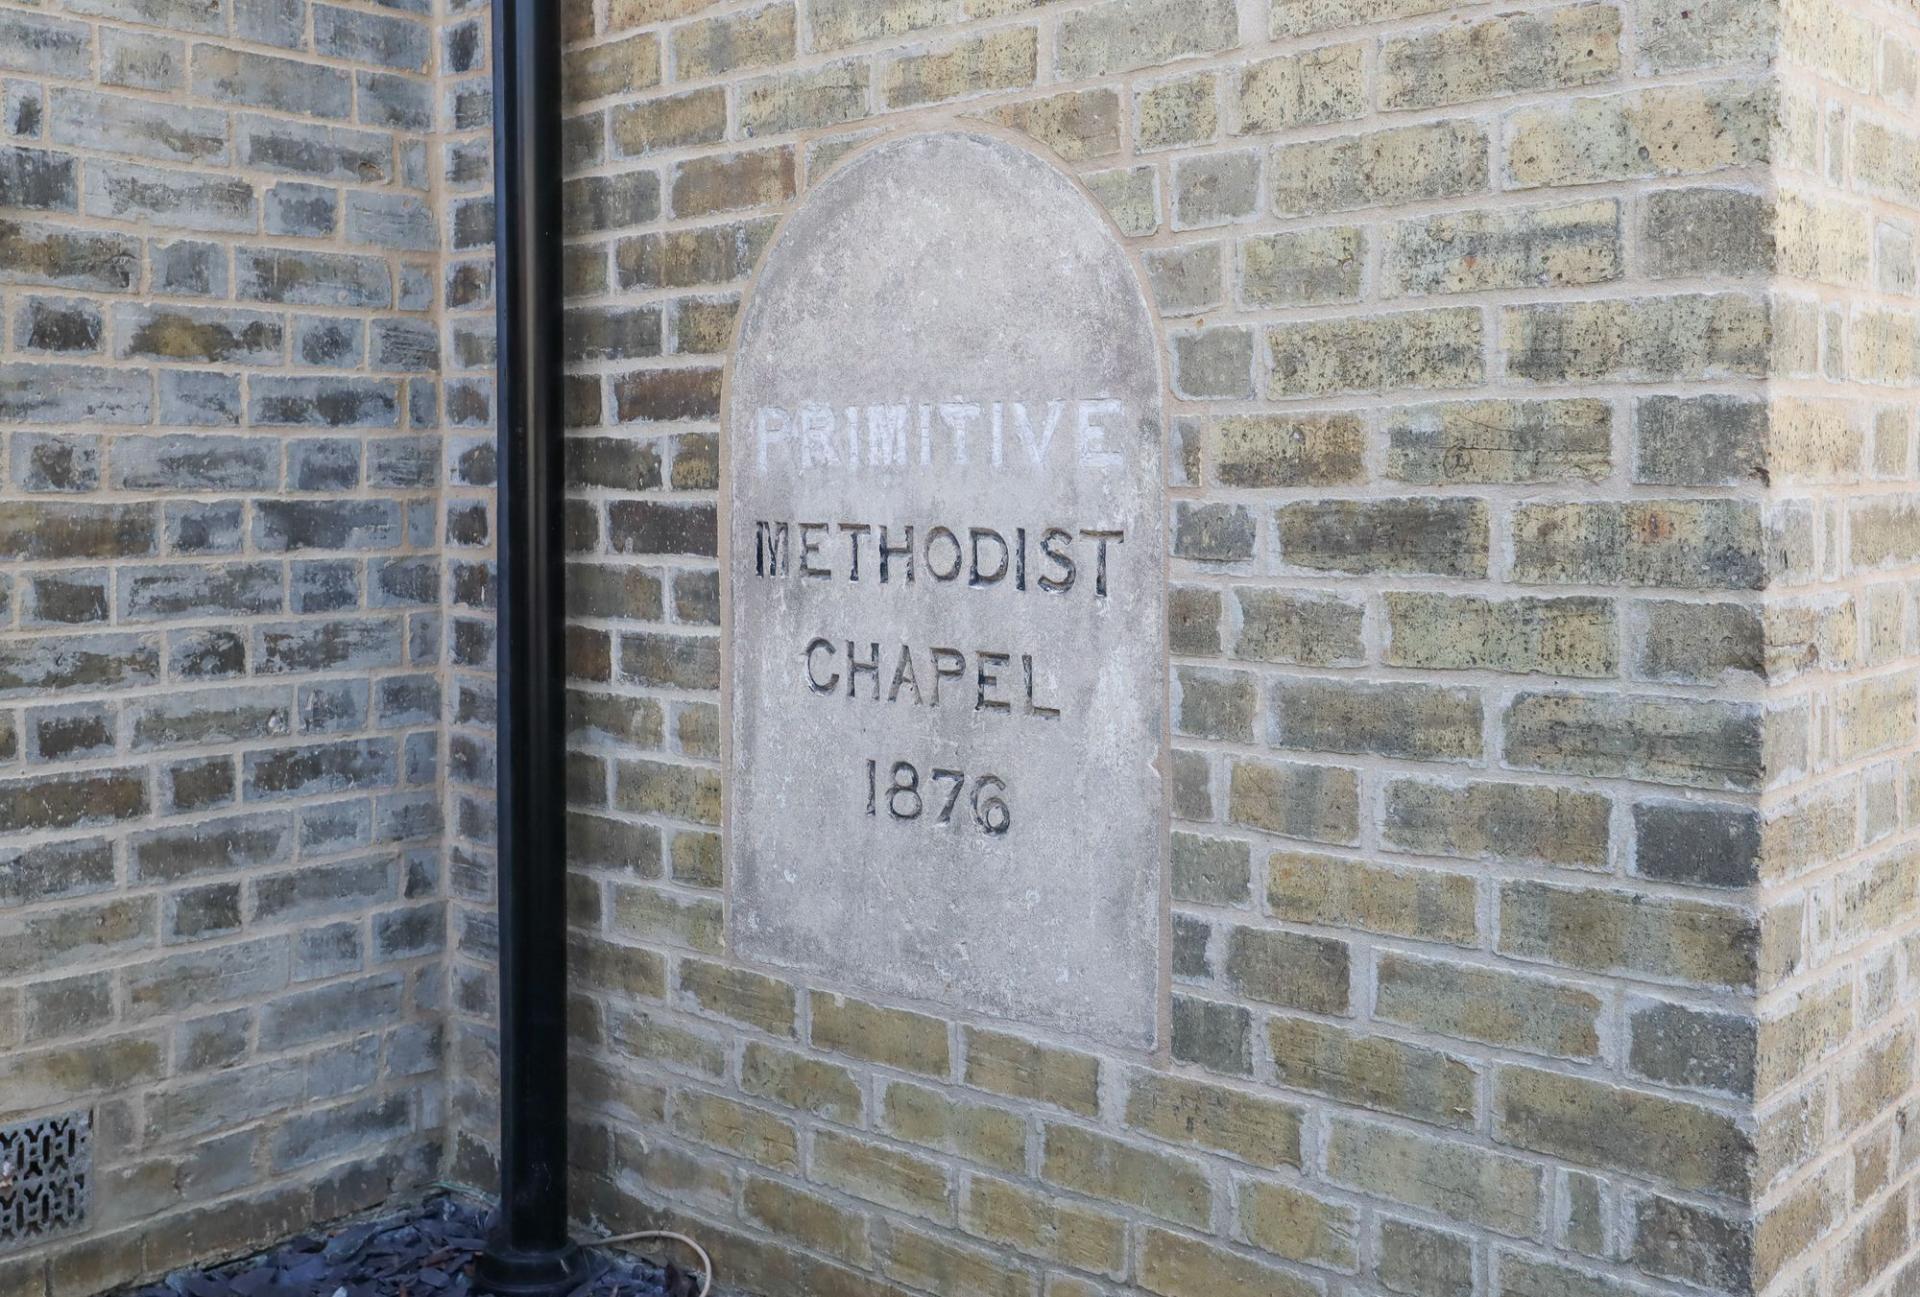 PRIMITIVE
METHODIST
CHAPEL
1876